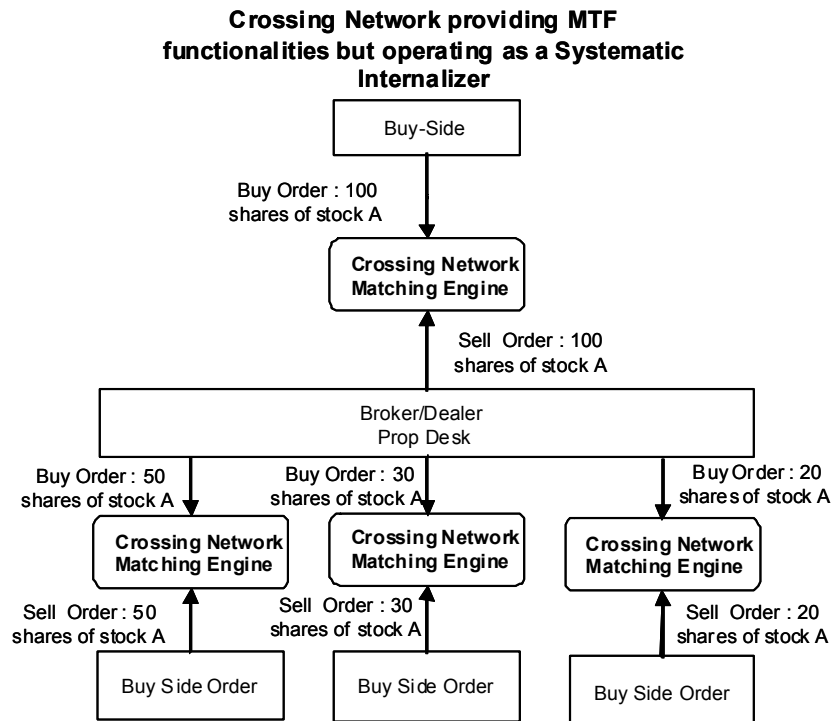 Crossing Network providing MTF
functionalities but operating as a Systematic
Internalizer
Buy-Side
Buy Order : 100
shares of stock A
Crossing Network
Matching Engine
Sell Order : 100
shares of stock A
Broker/Dealer
Prop Desk
Buy Order : 50
shares of stock A
Buy Order : 30
shares of stock A
Buy Order : 20
shares of stock A
Crossing Network
Matching Engine
Crossing Network
Matching Engine
Crossing Network
Matching Engine
Sell Order : 50
shares of stock A
Sell Order : 30
shares of stock A
Sell Order : 20
shares of stock A
Buy Side Order
Buy Side Order
Buy Side Order